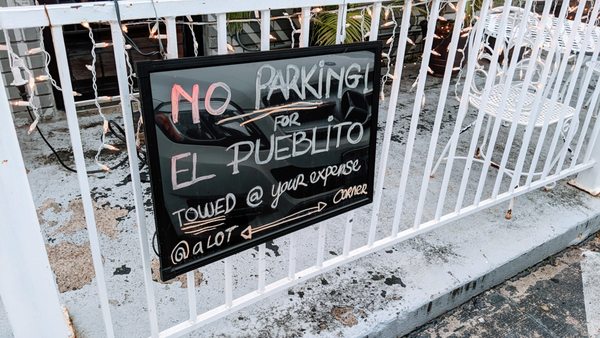 NO PARKING!
FOR
EL PUEBLITO
TOWED @ YOUR EXPENSE
@ a LOT CORNER